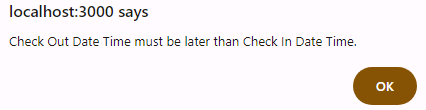 localhost:3000 says
Check Out Date Time must be later than Check In Date Time.
OK